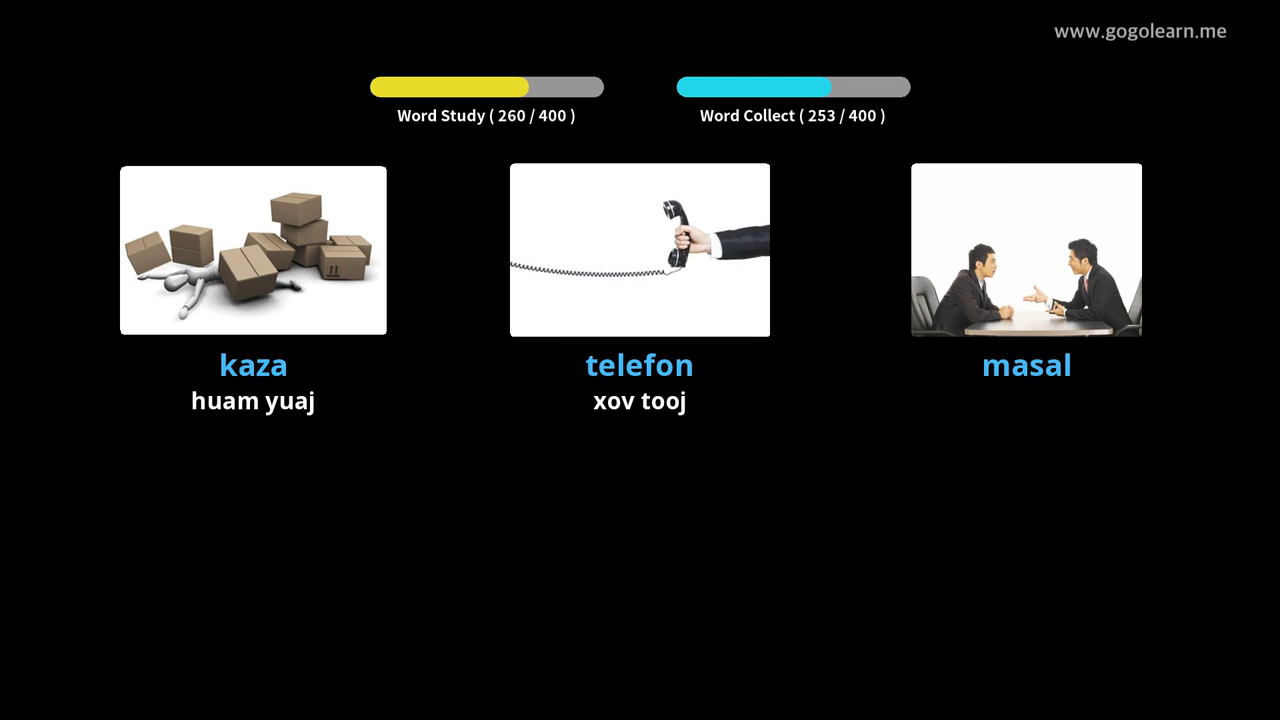 www.gogolearn.me
Word Study ( 260 / 400 )
Word Collect ( 253 / 400 )
kaza
huam yuaj
telefon
xov tooj
masal